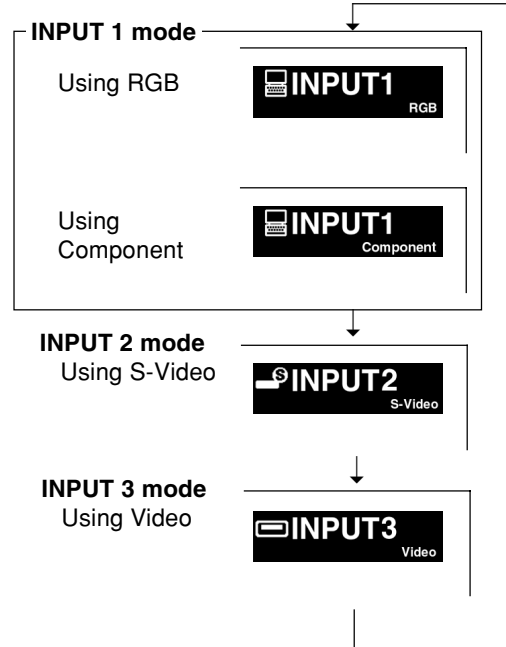 INPUT 1 mode
Using RGB
INPUT1
RGB
Using
Component
INPUT1
Component
INPUT 2 mode
Using S-Video
S
INPUT2
S-Video
INPUT 3 mode
Using Video
INPUT3
Video